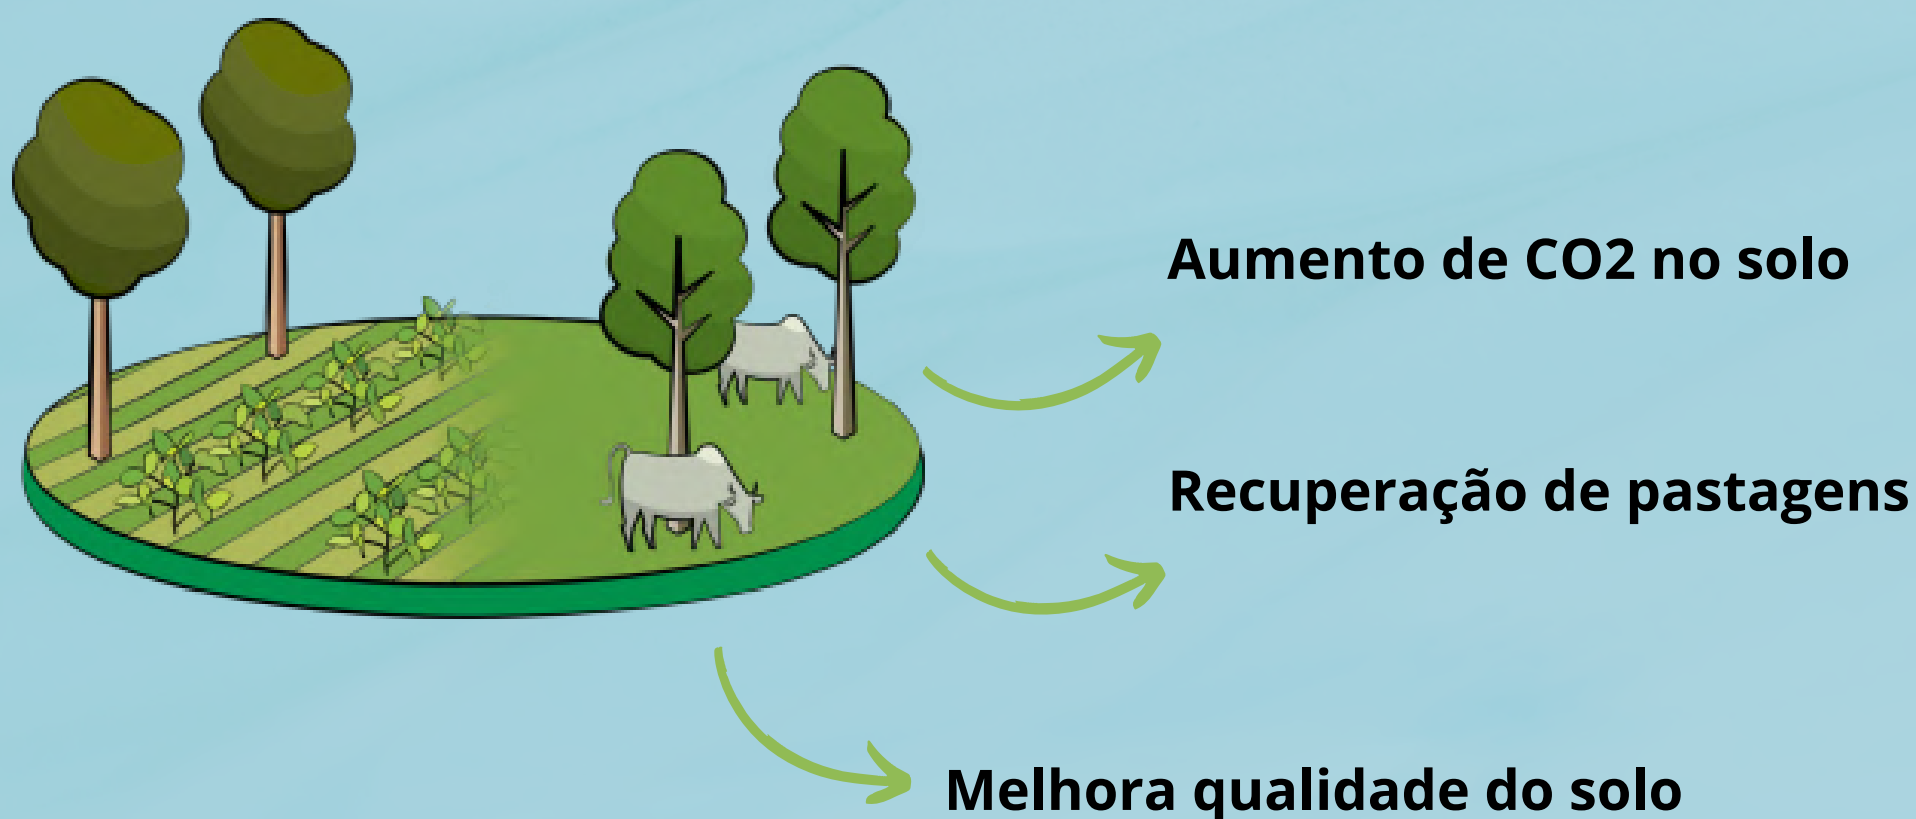 Aumento de CO2 no solo
Recuperação de pastagens
Melhora qualidade do solo